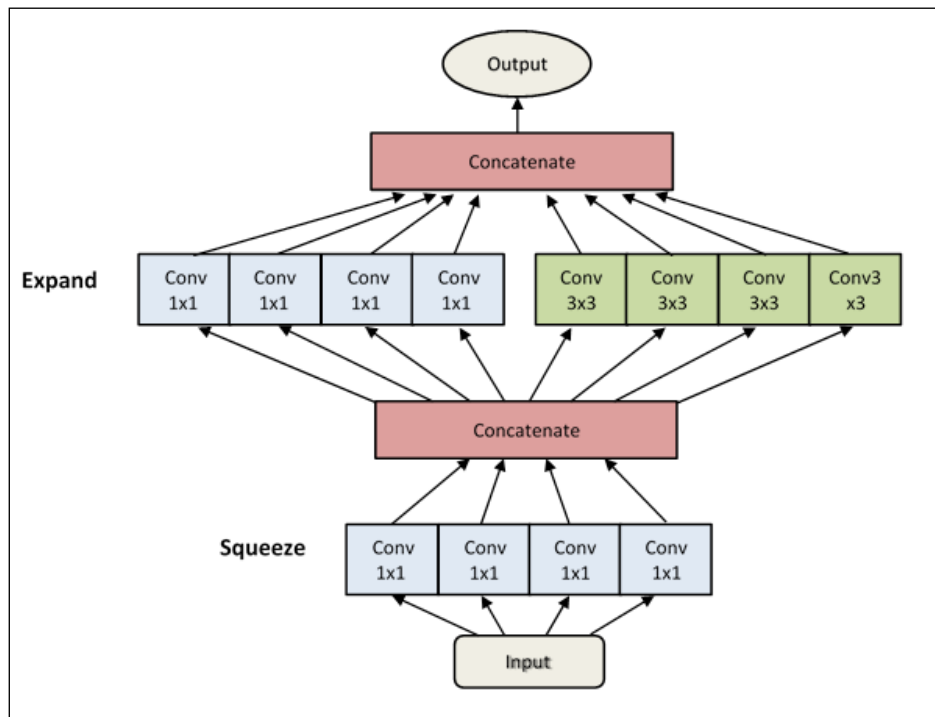 Output
Concatenate
Expand
Conv
1x1
Conv
1x1
Conv
1x1
Conv
1x1
Conv
3x3
Conv
3x3
Conv
3x3
Conv3
x3
Concatenate
Squeeze
Conv
1x1
Conv
1x1
Conv
1x1
Conv
1x1
Input